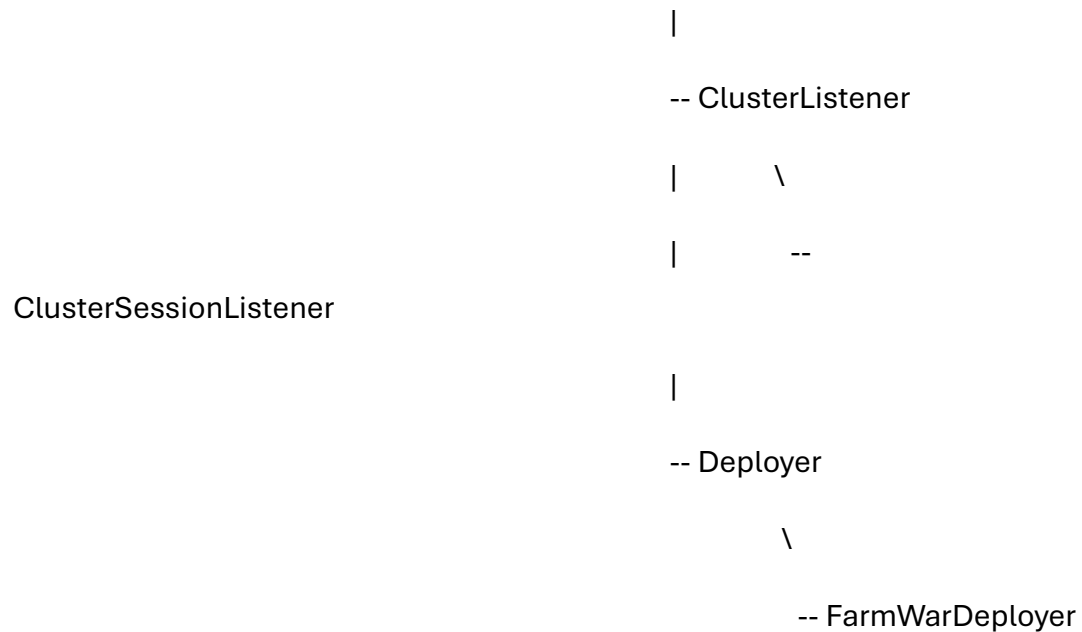 |
-- ClusterListener
| \
| --
ClusterSessionListener
|
-- Deployer
\
-- FarmWarDeployer